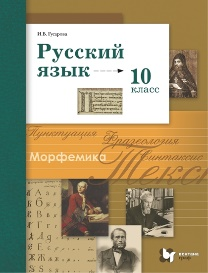 И.В. Гусарова
Русский
язык
10
класс
Пунктуация
Фразеология
Морфемика
Синтаксис
Текст